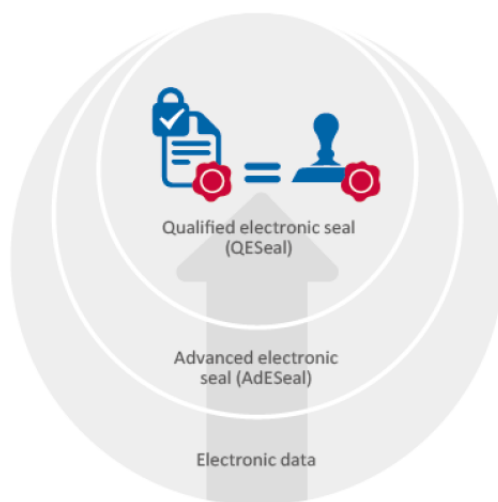 Qualified electronic seal
(QESeal)
Advanced electronic
seal (AdESeal)
Electronic data